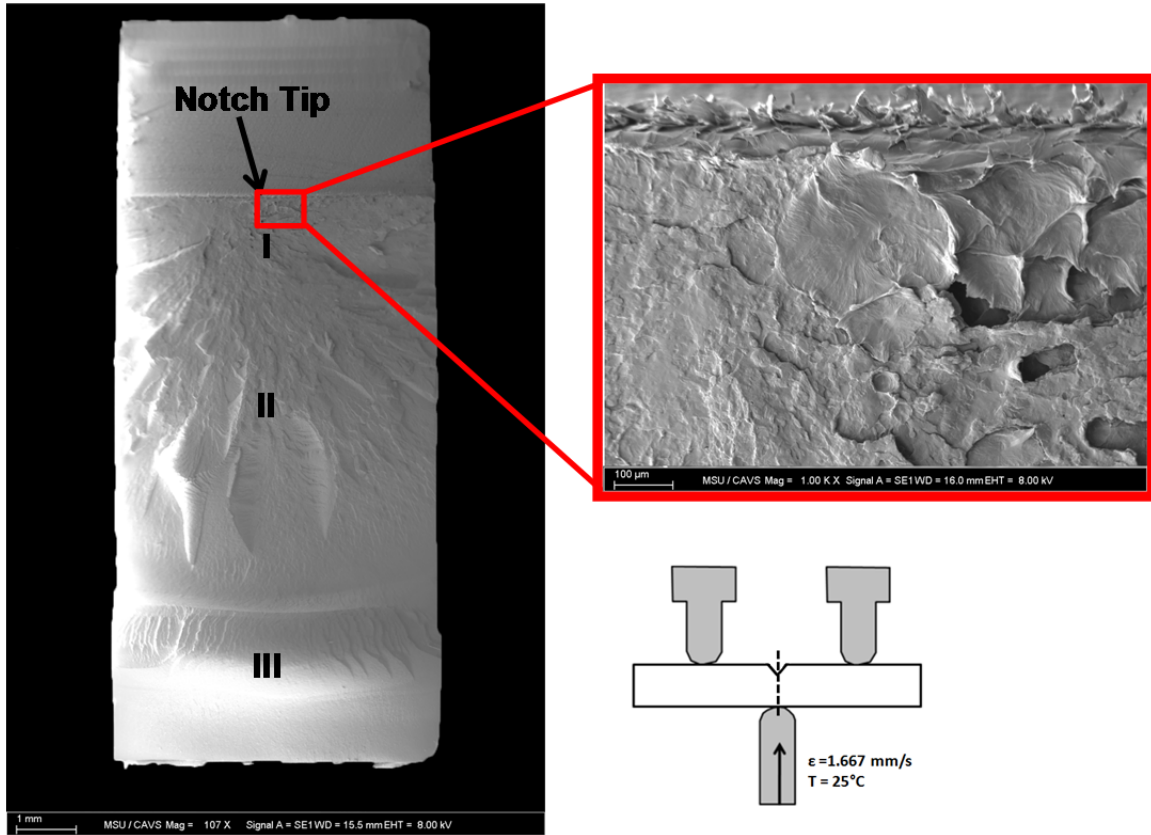 Notch Tip
I
II
III
1 mm
MSU / CAVS Mag = 107 X Signal A = SE1 WD = 15.5 mm EHT = 8.00 kV
100 µm
MSU / CAVS Mag = 1.00 K X Signal A = SE1 WD = 16.0 mm EHT = 8.00 kV
ε =1.667 mm/s
T = 25°C